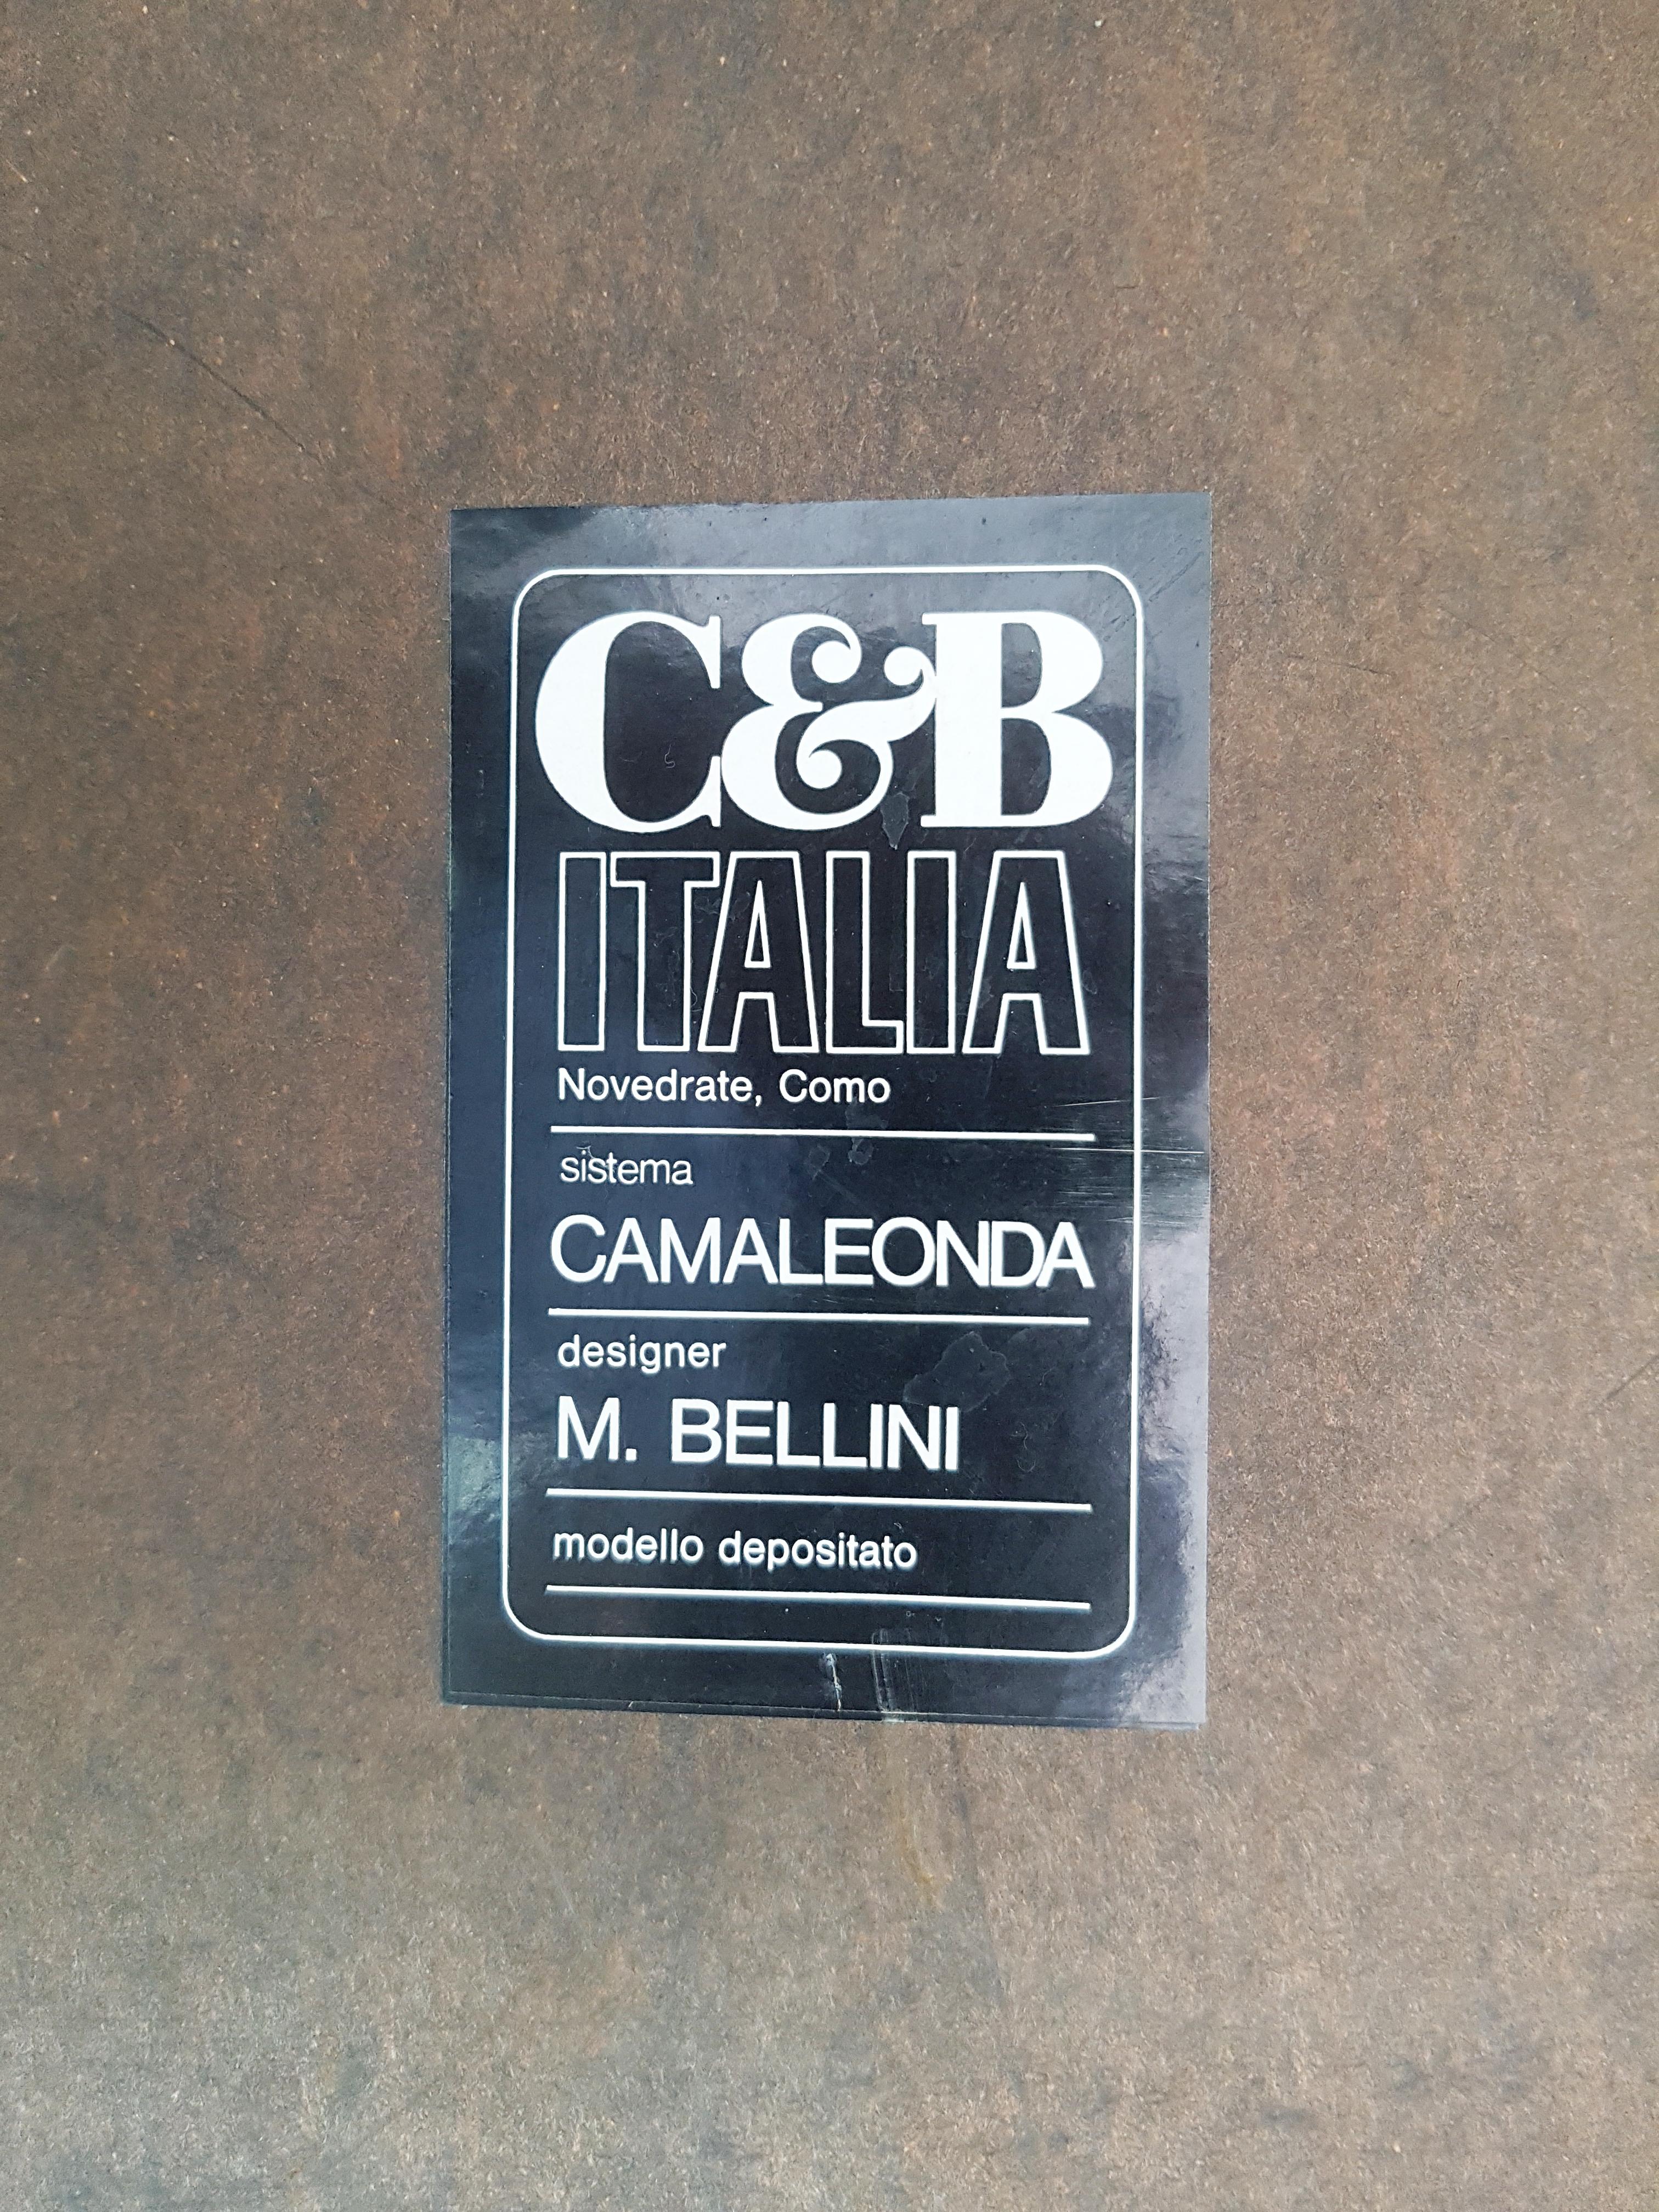 C&B
ITALIA
Novedrate, Como
sistema
CAMALEONDA
designer
M. BELLINI
modello depositato